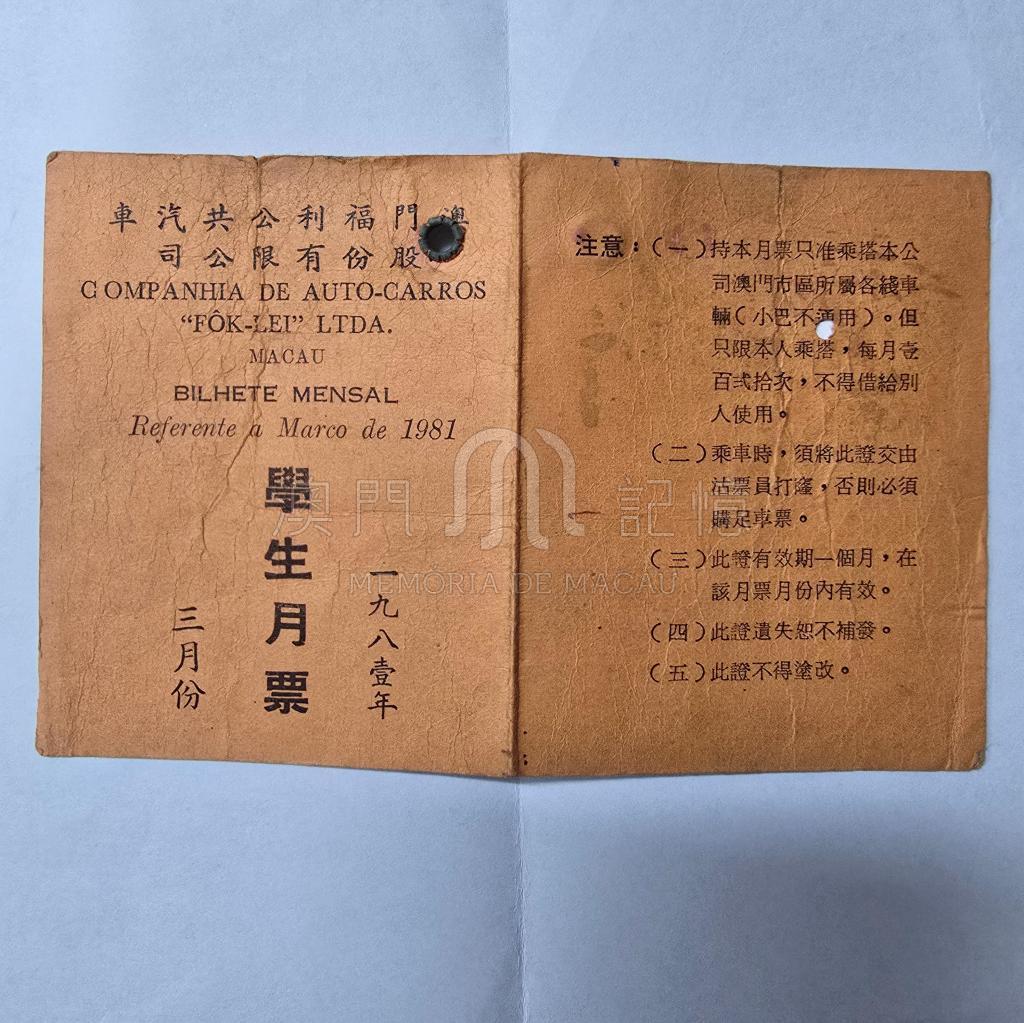 澳門福利公共汽車
股份有限公司
COMPANHIA DE AUTO-CARROS
“FÔK-LEI” LTDA.
MACAU
BILHETE MENSAL
Referente a Marco de 1981
一九八壹年
學生月票
三月份
注意：(一)持本月票只准乘搭本公
司澳門市區所屬各綫車
輛(小巴不通用)。但
只限本人乘搭，每月壹
百弍拾次，不得借給別
人使用。
(二)乘車時，須將此證交由
沽票員打窿，否則必須
購足車票。
(三)此證有效期一個月，在
該月票月份內有效。
(四)此證遺失恕不補發。
(五)此證不得塗改。
澳門記憶
MEMÓRIA DE MACAU